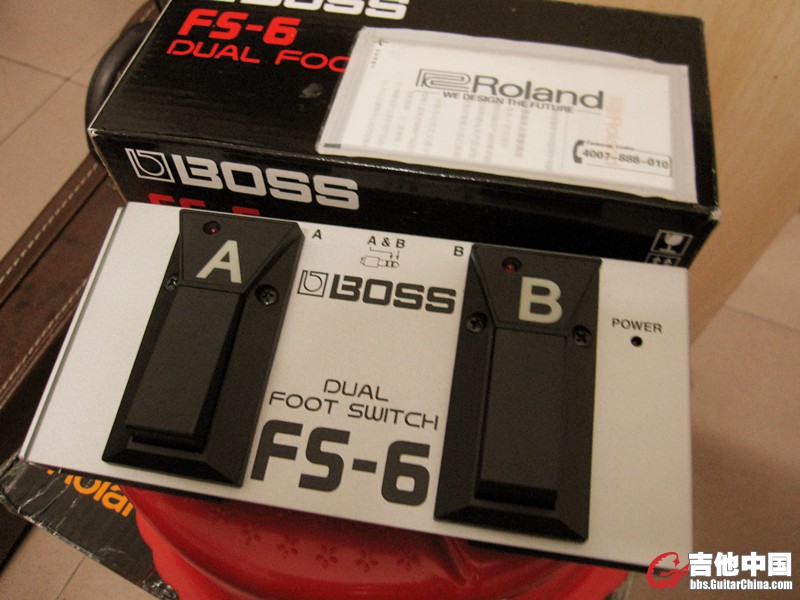 BOSS
FS-6
DUAL FOO
Roland
WE DESIGN THE FUTURE
4007-888-010
BOSS
A
A & B
B
A
BOSS
B
POWER
DUAL
FOOT SWITCH
FS-6
吉他中国
bbs.GuitarChina.com